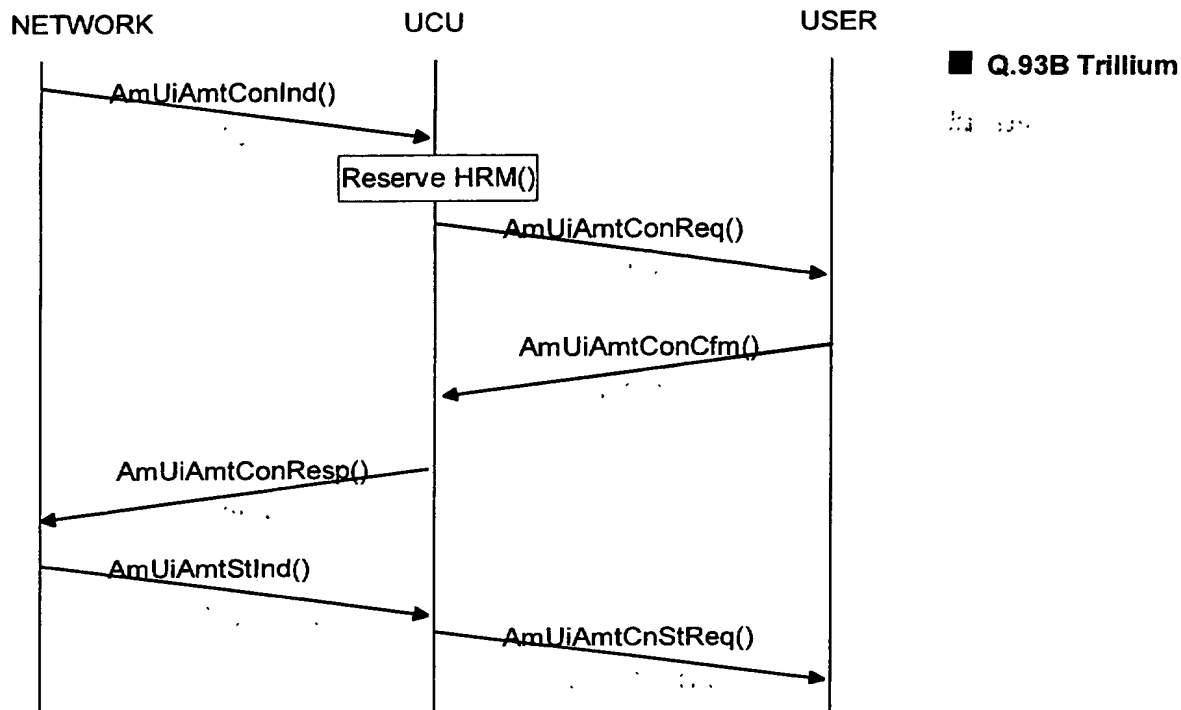 NETWORK UCU USER
■ Q.93B Trillium
AmUiAmtConInd()
Reserve HRM()
AmUiAmtConReq()
AmUiAmtConCfm()
AmUiAmtConResp()
AmUiAmtStInd()
AmUiAmtCnStReq()